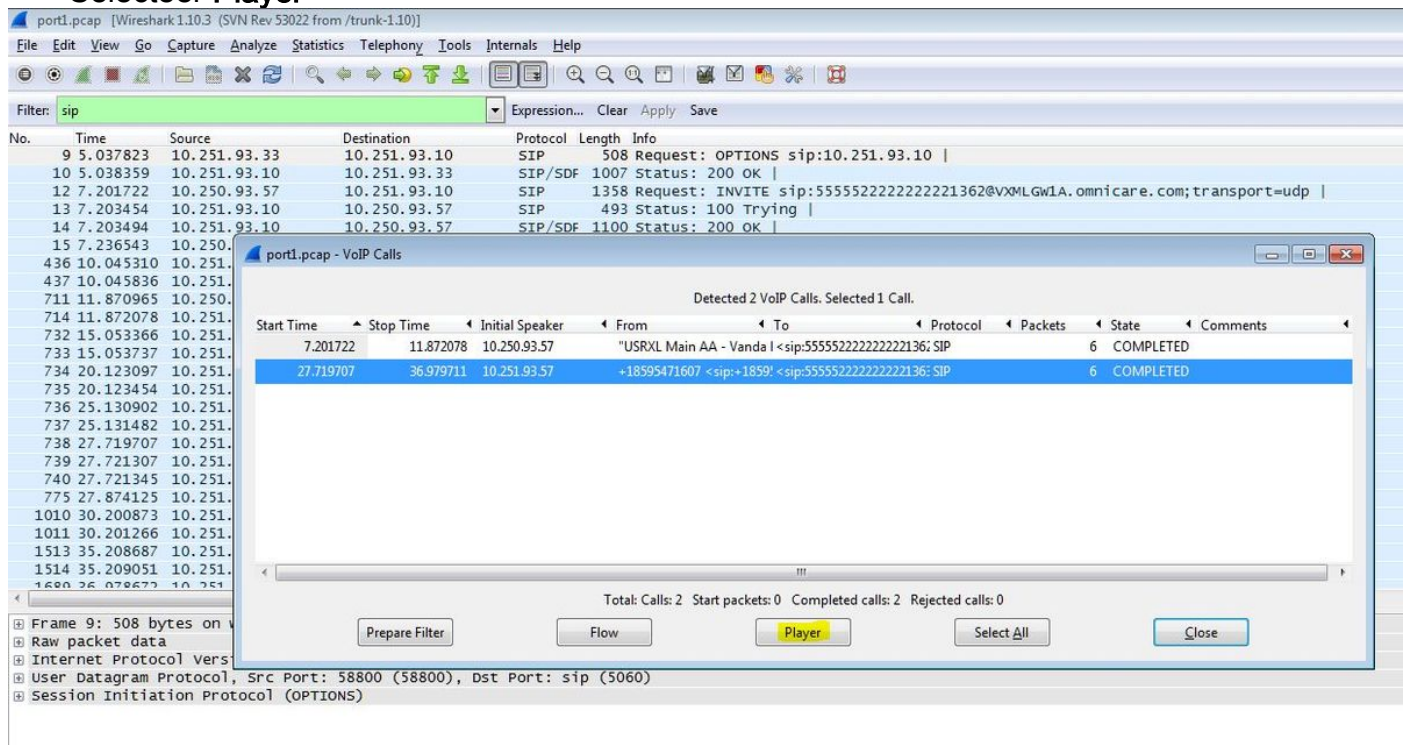 port1.pcap [Wireshark 1.10.3 (SVN Rev 53022 from /trunk-1.10)]
File Edit View Go Capture Analyze Statistics Telephony Tools Internals Help
Filter: sip Expression... Clear Apply Save
No. Time Source Destination Protocol Length Info
9 5.037823 10.251.93.33 10.251.93.10 SIP 508 Request: OPTIONS sip:10.251.93.10 |
10 5.038359 10.251.93.10 10.251.93.33 SIP/SDF 1007 Status: 200 OK |
12 7.201722 10.250.93.57 10.251.93.10 SIP 1358 Request: INVITE sip:5555522222222221362@VXMLGW1A.omnicare.com;transport=udp |
13 7.203454 10.251.93.10 10.250.93.57 SIP 493 Status: 100 Trying |
14 7.203494 10.251.93.10 10.250.93.57 SIP/SDF 1100 Status: 200 OK |
15 7.236543 10.250.
436 10.045310 10.251.
437 10.045836 10.251.
711 11.870965 10.250.
714 11.872078 10.251.
732 15.053366 10.251.
733 15.053737 10.251.
734 20.123097 10.251.
735 20.123454 10.251.
736 25.130902 10.251.
737 25.131482 10.251.
738 27.719707 10.251.
739 27.721307 10.251.
740 27.721345 10.251.
775 27.874125 10.251.
1010 30.200873 10.251.
1011 30.201266 10.251.
1513 35.208687 10.251.
1514 35.209051 10.251.
1689 36.978672 10.251
port1.pcap - VoIP Calls
Detected 2 VoIP Calls. Selected 1 Call.
Start Time Stop Time Initial Speaker From To Protocol Packets State Comments
7.201722 11.872078 10.250.93.57 "USRXL Main AA - Vanda I <sip:555552222222222136 SIP 6 COMPLETED
27.719707 36.979711 10.251.93.57 +18595471607 <sip:+1859 <sip:555552222222222136 SIP 6 COMPLETED
Total: Calls: 2 Start packets: 0 Completed calls: 2 Rejected calls: 0
Prepare Filter Flow Player Select All Close
Frame 9: 508 bytes on
Raw packet data
Internet Protocol Vers
User Datagram Protocol, Src Port: 58800 (58800), Dst Port: sip (5060)
Session Initiation Protocol (OPTIONS)